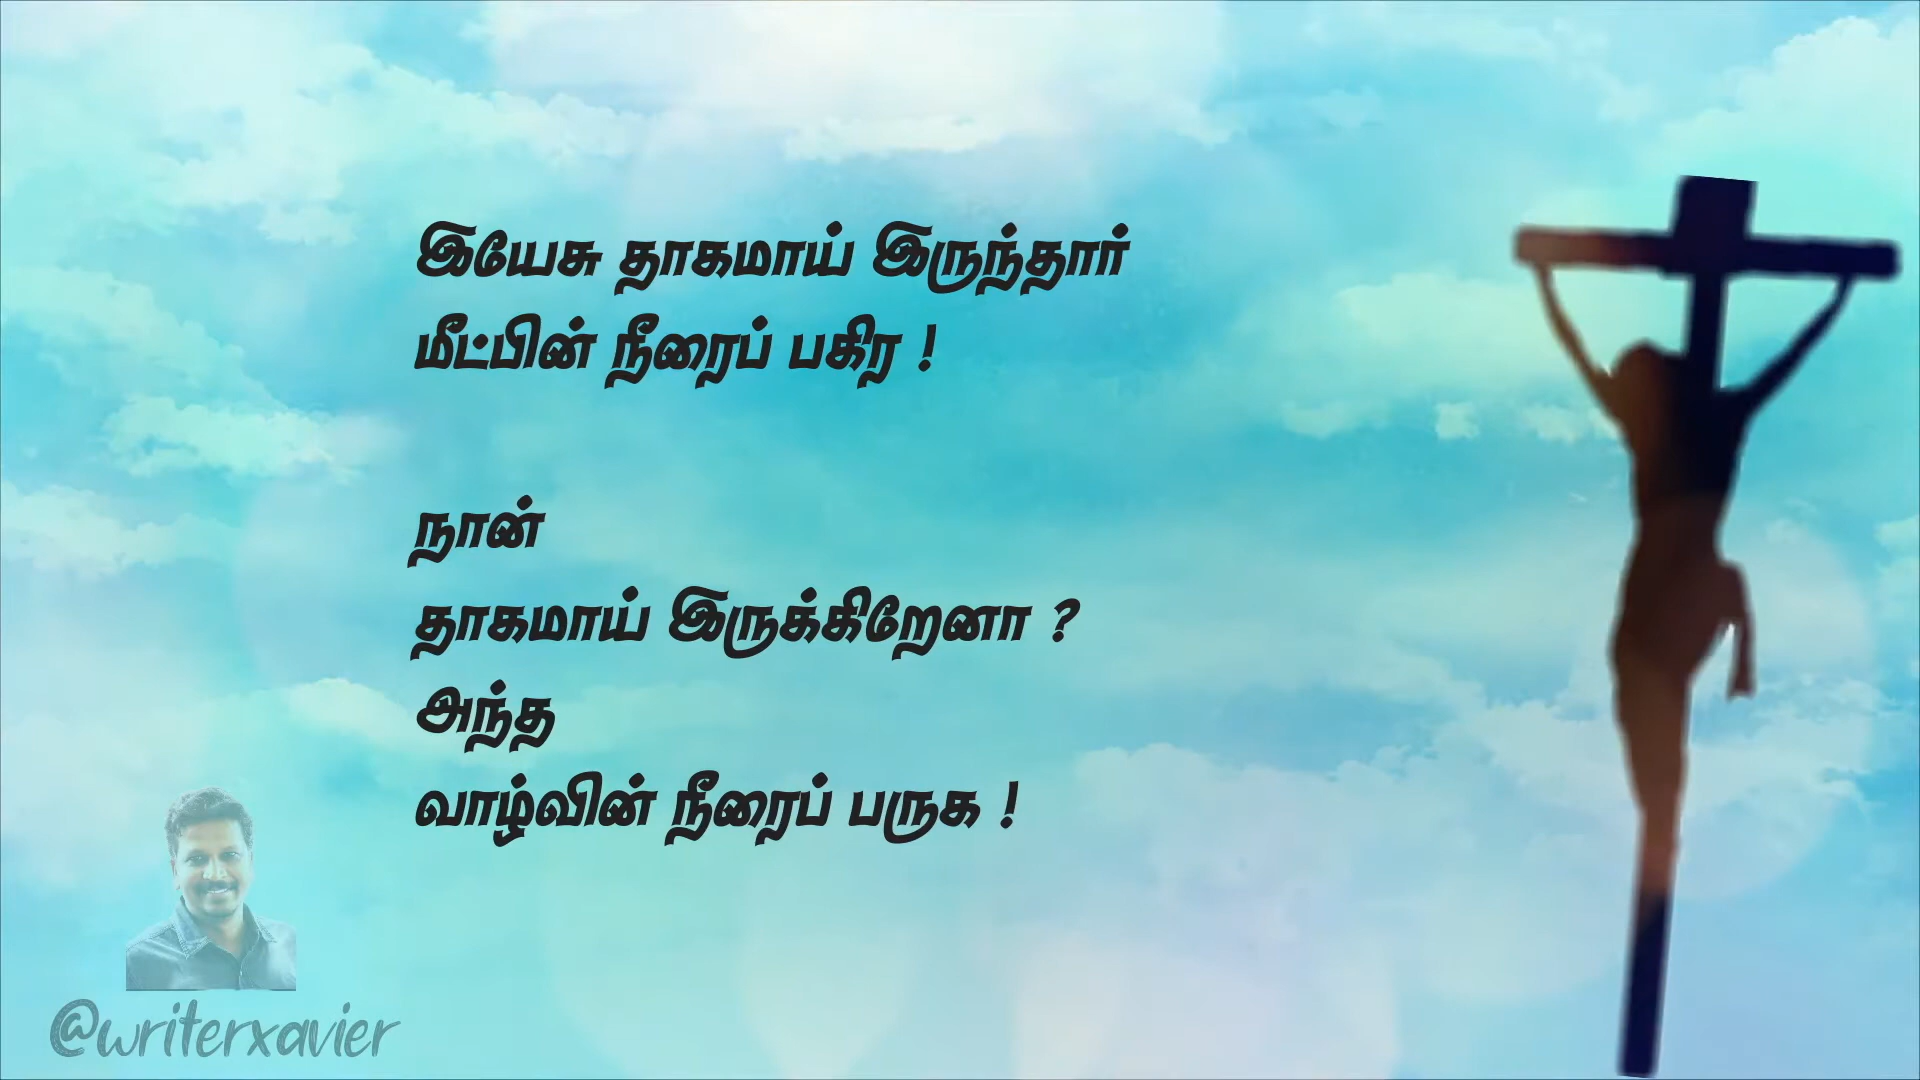 இயேசு தாகமாய் இருந்தார்
மீட்பின் நீரைப் பகிர !
நான்
தாகமாய் இருக்கிறேனா ?
அந்த
வாழ்வின் நீரைப் பருக !
@writerxavier